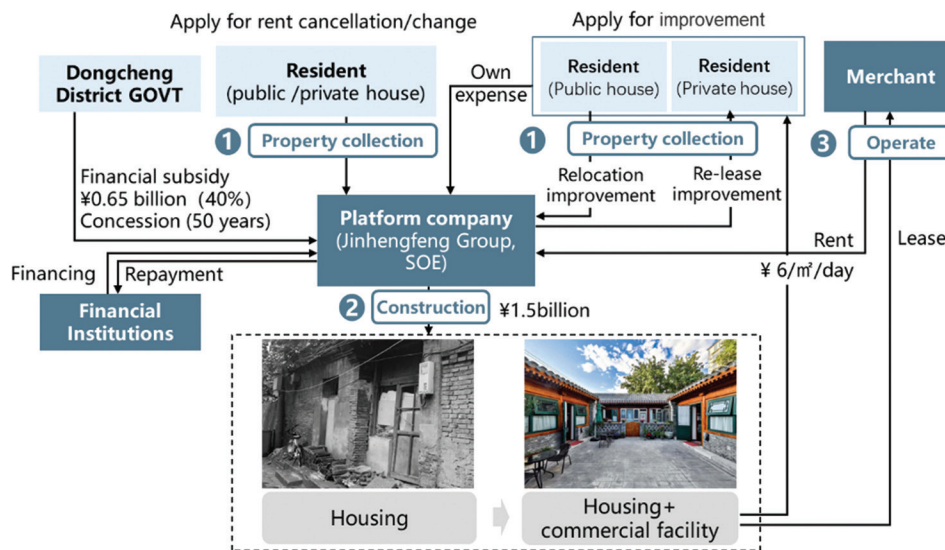 Apply for rent cancellation/change
Apply for improvement
Dongcheng
District GOVT
Resident
(public /private house)
Own
expense
Resident
(Public house)
Resident
(Private house)
Merchant
1 Property collection
1 Property collection
3 Operate
Financial subsidy
¥0.65 billion (40%)
Concession (50 years)
Relocation
improvement
Re-lease
improvement
Platform company
(Jinhengfeng Group,
SOE)
Rent
Lease
¥ 6/㎡/day
Financing
Repayment
Financial
Institutions
2 Construction
¥1.5billion
Housing
Housing+
commercial facility